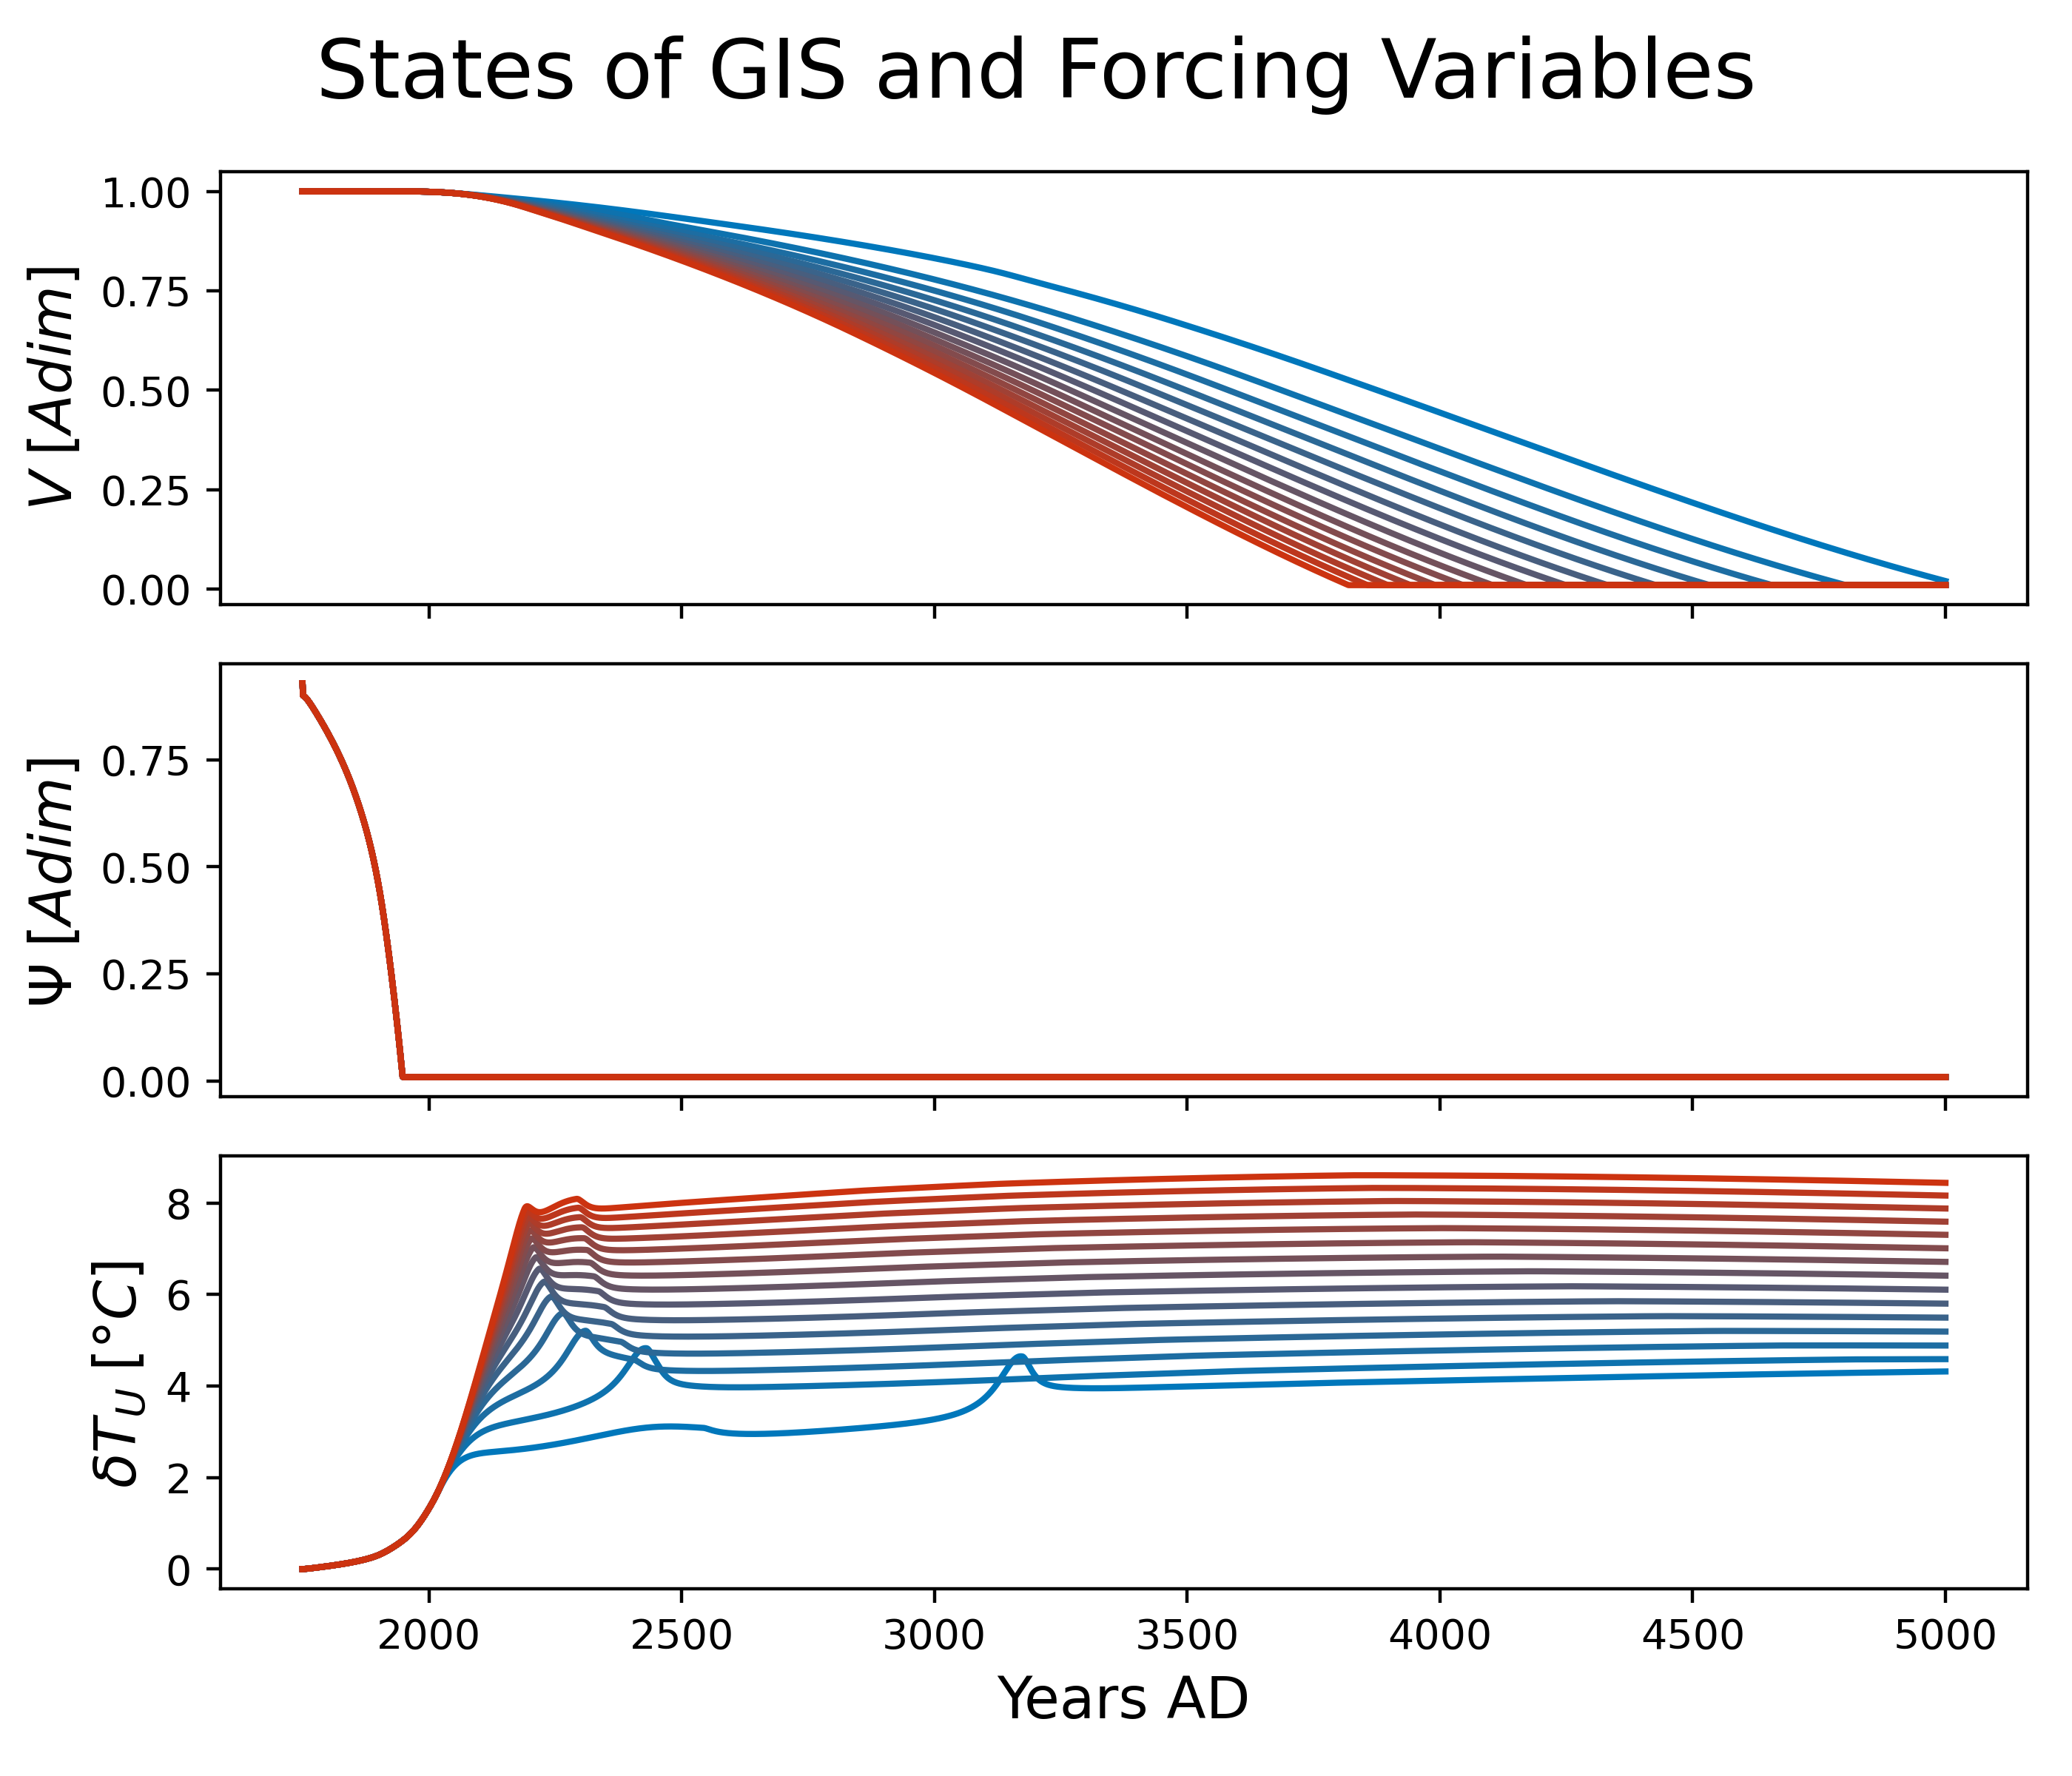 States of GIS and Forcing Variables
V [Adim]
1.00
0.75
0.50
0.25
0.00
Ψ [Adim]
0.75
0.50
0.25
0.00
δT_U [°C]
8
6
4
2
0
2000 2500 3000 3500 4000 4500 5000
Years AD